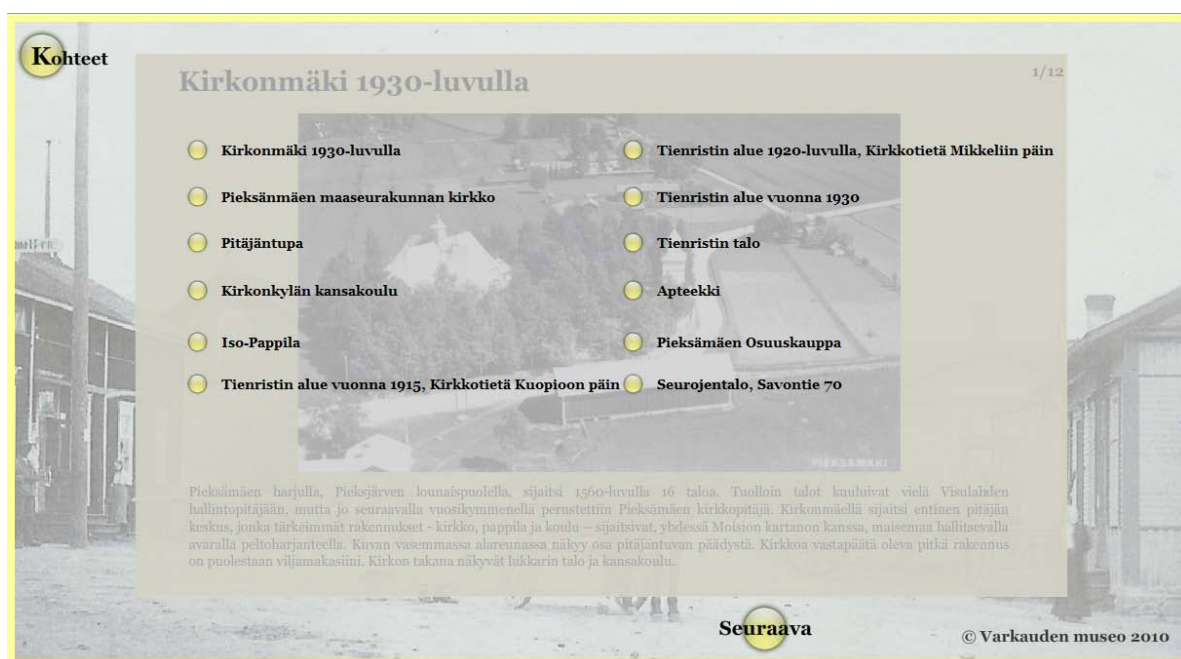 Kohteet
Kirkonmäki 1930-luvulla
1/12
Kirkonmäki 1930-luvulla
Pieksänmäen maaseurakunnan kirkko
Pitäjäntupa
Kirkonkylän kansakoulu
Iso-Pappila
Tienristin alue vuonna 1915, Kirkkotietä Kuopioon päin
Tienristin alue 1920-luvulla, Kirkkotietä Mikkeliin päin
Tienristin alue vuonna 1930
Tienristin talo
Apteekki
Pieksämäen Osuuskauppa
Seurojentalo, Savontie 70
PIEKSÄMÄKI
Pieksämäen harjulla, Pieksjärven lounaispuolella, sijaitsi 1560-luvulla 16 taloa. Tuolloin talot kuuluivat vielä Visulahden
hallintopitäjään, mutta jo seuraavalla vuosikymmenellä perustettiin Pieksämäen kirkkopitäjä. Kirkonmäellä sijaitsi entinen pitäjän
keskus, jonka tärkeimmät rakennukset - kirkko, pappila ja koulu – sijaitsivat, yhdessä Moision kartanon kanssa, maisemaa hallitsevalla
avaralla peltoharjanteella. Kuvan vasemmassa alareunassa näkyy osa pitäjäntuvan päädystä. Kirkkoa vastapäätä oleva pitkä rakennus
on puolestaan viljamakasiini. Kirkon takana näkyvät lukkarin talo ja kansakoulu.
Seuraava
© Varkauden museo 2010